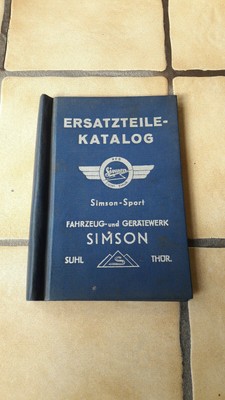 ERSATZTEILE-
KATALOG
Simson
Simson-Sport
FAHRZEUG- und GERÄTEWERK
SIMSON
SUHL THÜR.